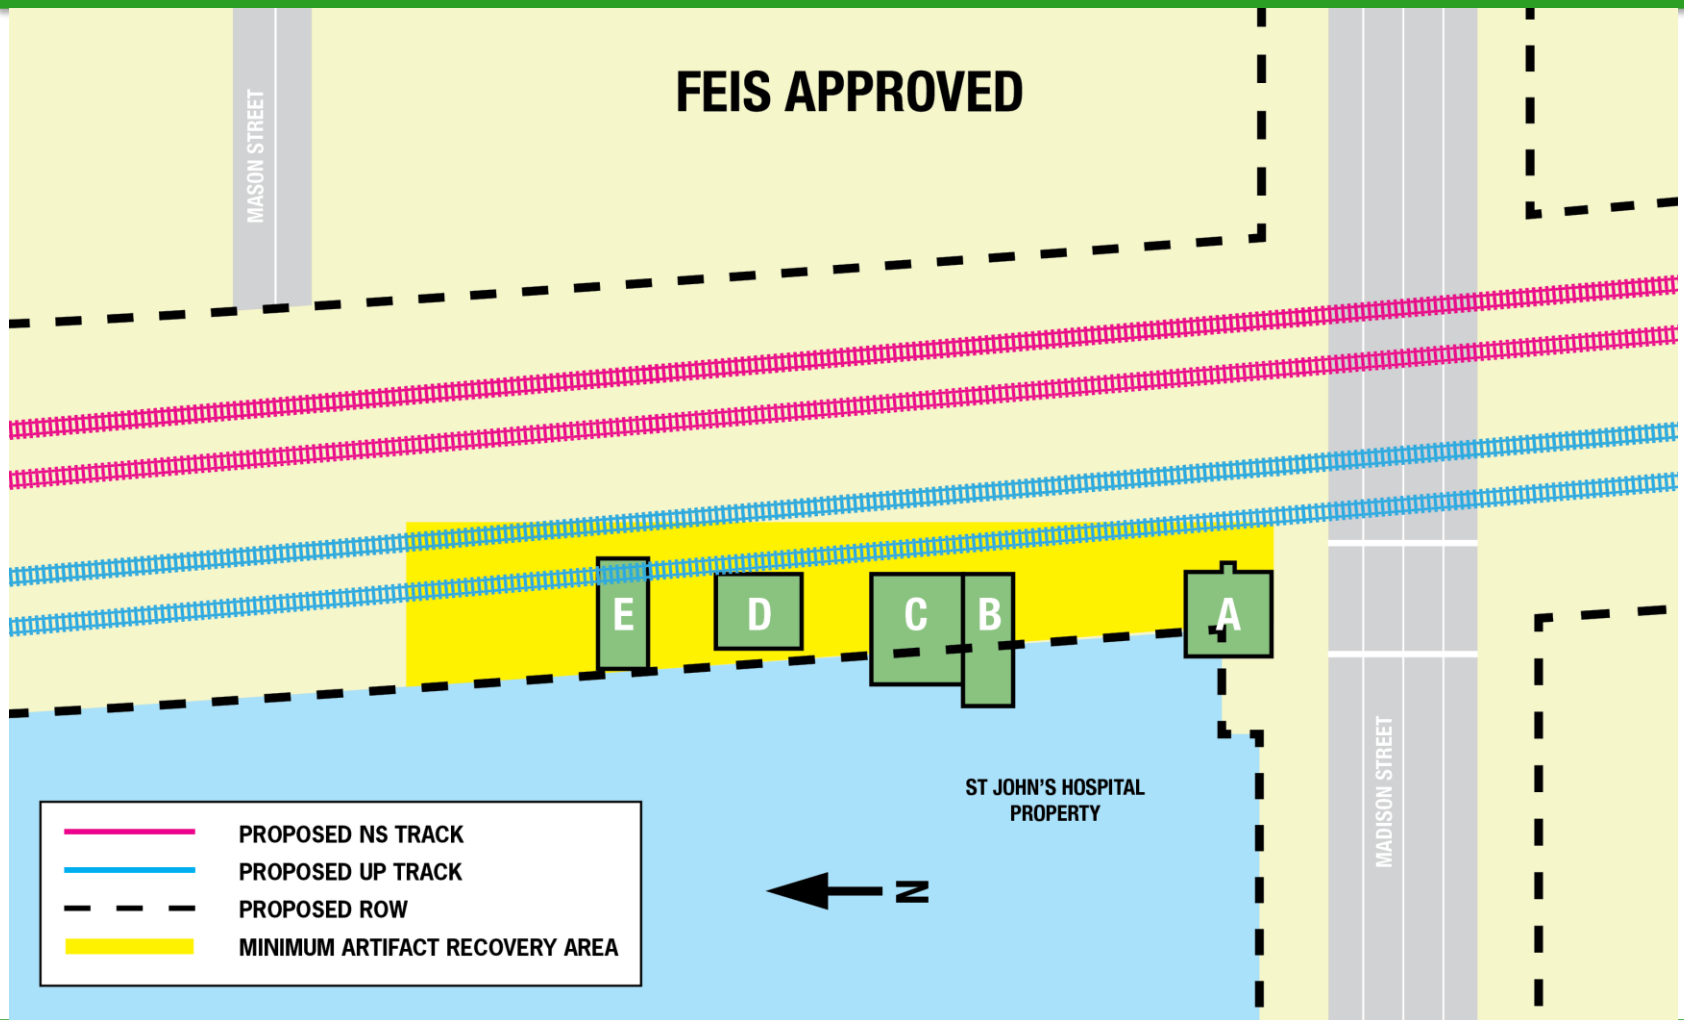 FEIS APPROVED
MASON STREET
E
D
C
B
A
ST JOHN'S HOSPITAL
PROPERTY
MADISON STREET
N
PROPOSED NS TRACK
PROPOSED UP TRACK
PROPOSED ROW
MINIMUM ARTIFACT RECOVERY AREA